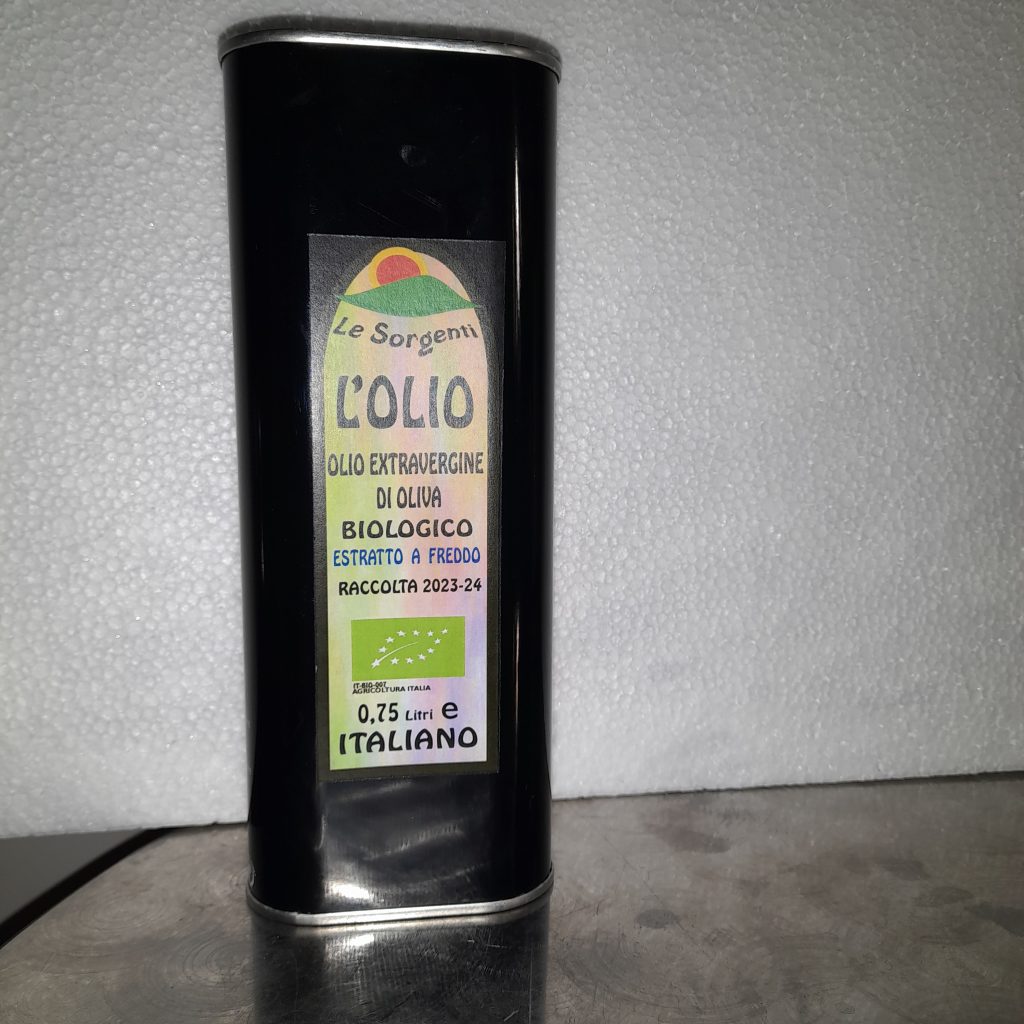 Le Sorgenti
L'OLIO
OLIO EXTRAVERGINE
DI OLIVA
BIOLOGICO
ESTRATTO A FREDDO
RACCOLTA 2023-24
IT-BIO-007
AGRICOLTURA ITALIA
0,75 Litri e
ITALIANO